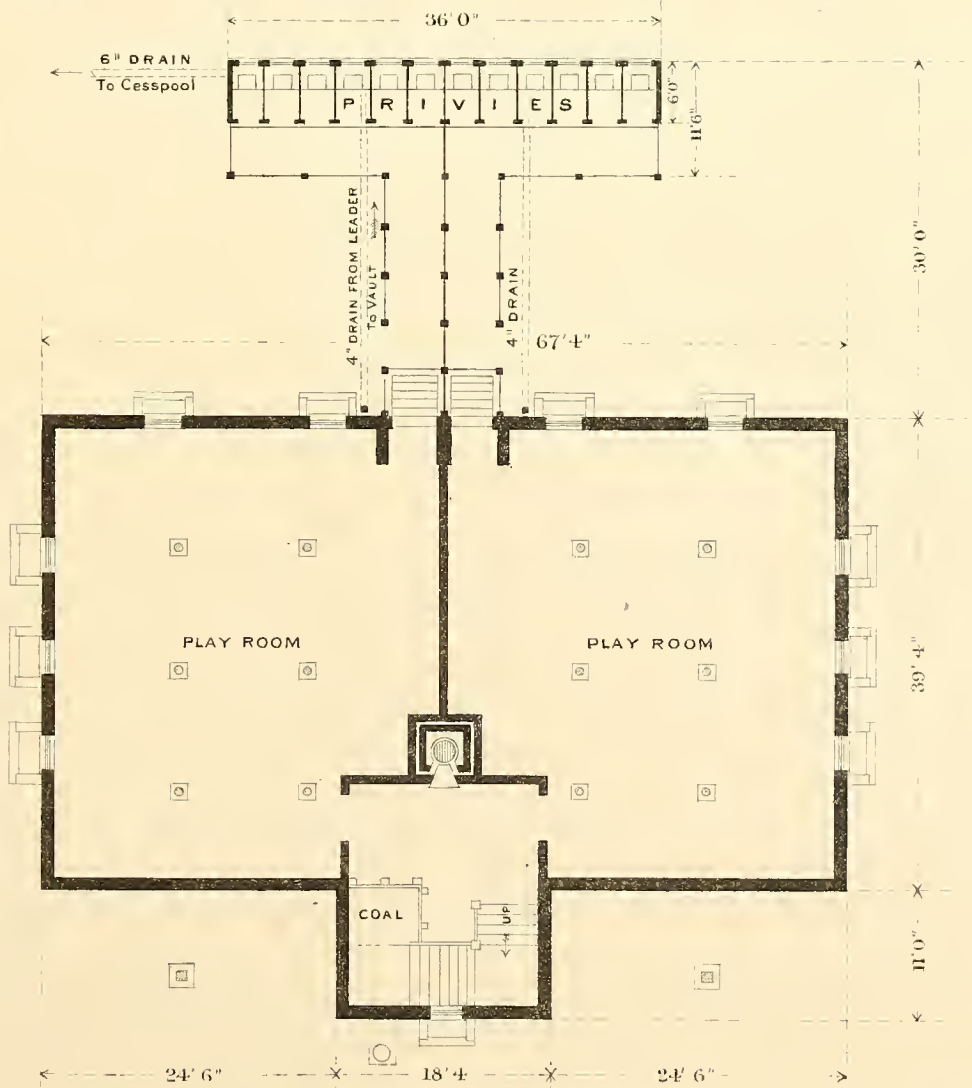 36'0"
6" DRAIN
To Cesspool
PRIVIES
6'0"
11'6"
30'0"
4" DRAIN FROM LEADER
To VAULT
4" DRAIN
67'4"
PLAY ROOM
PLAY ROOM
39'4"
COAL
UP
11'0"
24'6"
18'4
24'6"